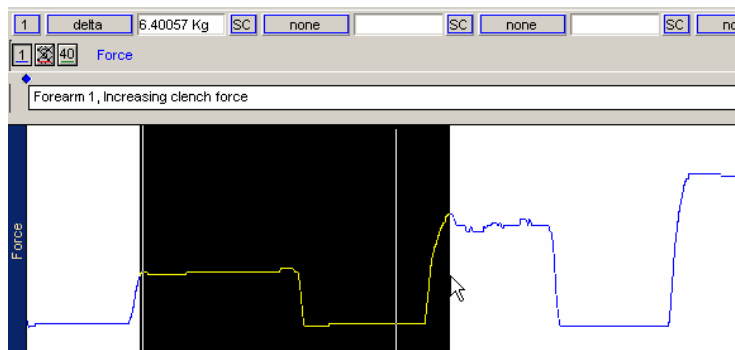 1 delta 6.40057 Kg SC none SC none SC no
1 40 Force
Forearm 1, Increasing clench force
Force